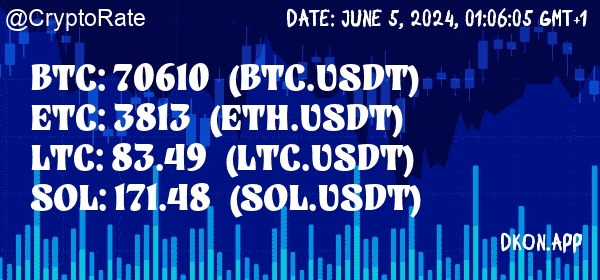 @CryptoRate
DATE: JUNE 5, 2024, 01:06:05 GMT+1
BTC: 70610 (BTC.USDT)
ETC: 3813 (ETH.USDT)
LTC: 83.49 (LTC.USDT)
SOL: 171.48 (SOL.USDT)
DKON.APP